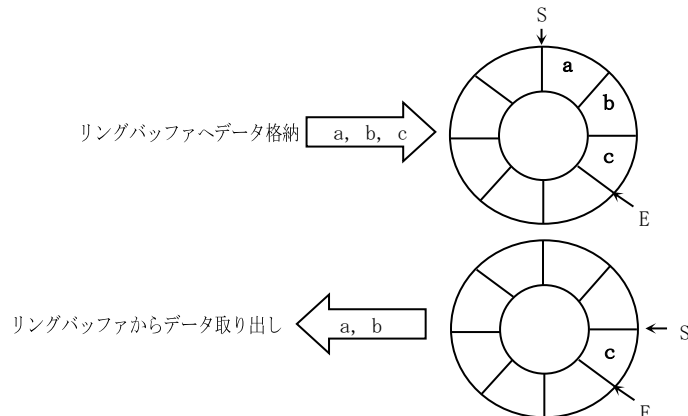 S
a
b
リングバッファへデータ格納
a, b, c
c
E
リングバッファからデータ取り出し
a, b
S
c
E